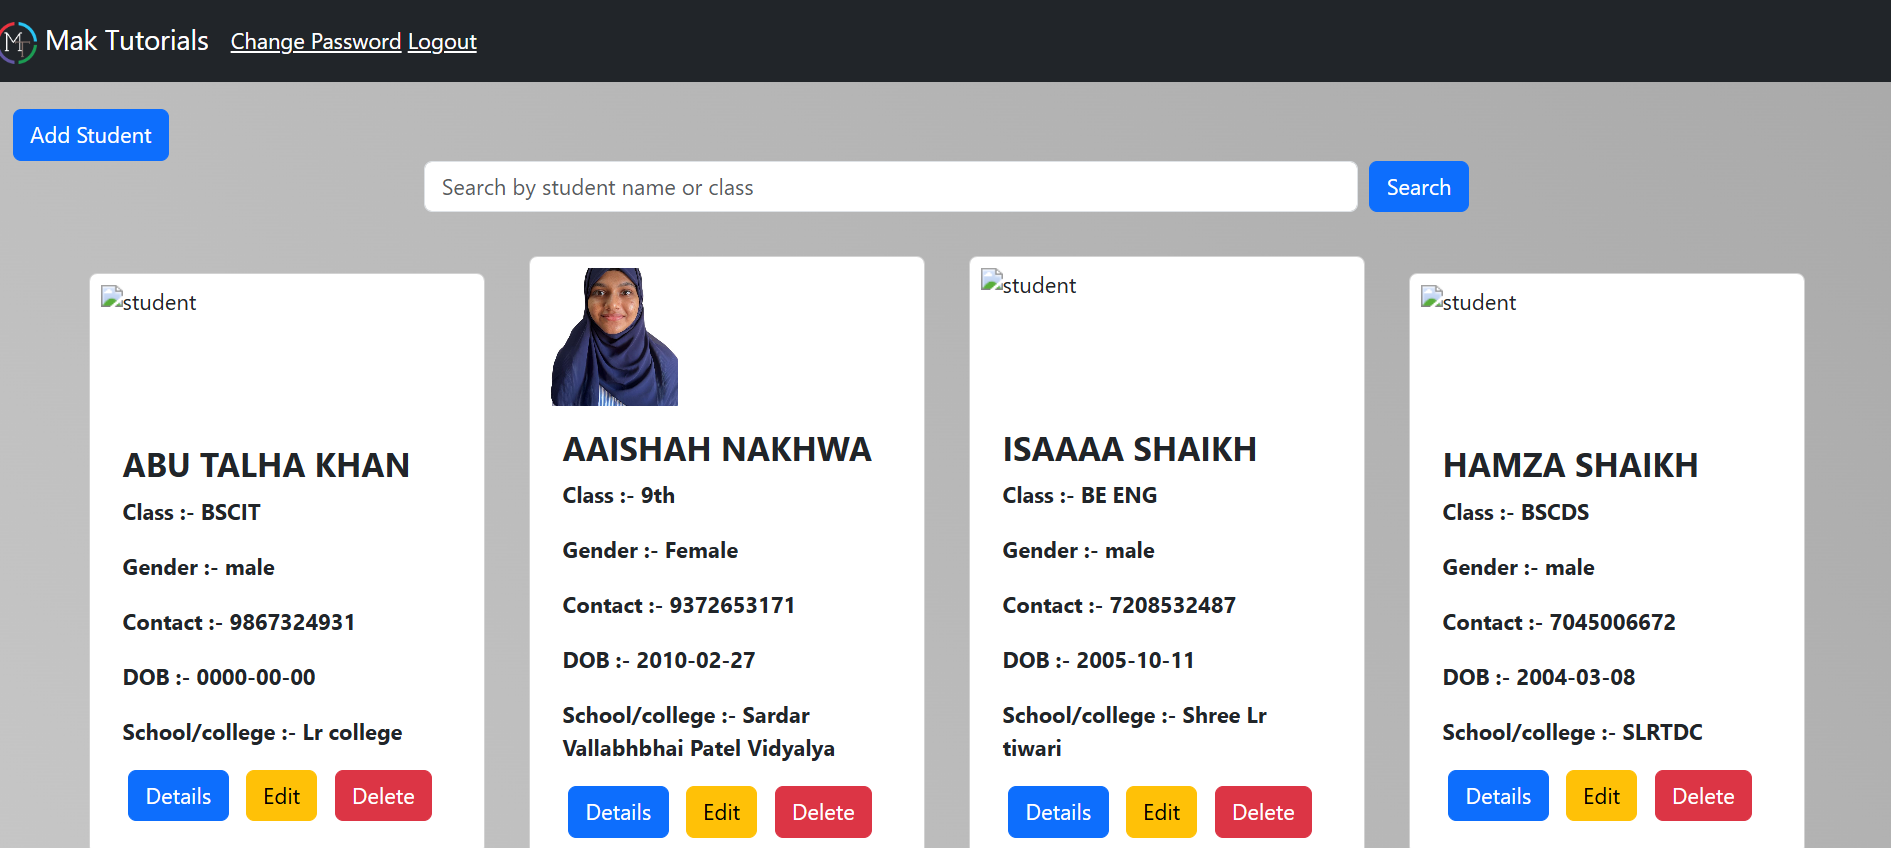 MT Mak Tutorials Change Password Logout
Add Student
Search by student name or class Search
student
ABU TALHA KHAN
Class :- BSCIT
Gender :- male
Contact :- 9867324931
DOB :- 0000-00-00
School/college :- Lr college
Details Edit Delete
AAISHAH NAKHWA
Class :- 9th
Gender :- Female
Contact :- 9372653171
DOB :- 2010-02-27
School/college :- Sardar
Vallabhbhai Patel Vidyalya
Details Edit Delete
student
ISAAAA SHAIKH
Class :- BE ENG
Gender :- male
Contact :- 7208532487
DOB :- 2005-10-11
School/college :- Shree Lr
tiwari
Details Edit Delete
student
HAMZA SHAIKH
Class :- BSCDS
Gender :- male
Contact :- 7045006672
DOB :- 2004-03-08
School/college :- SLRTDC
Details Edit Delete